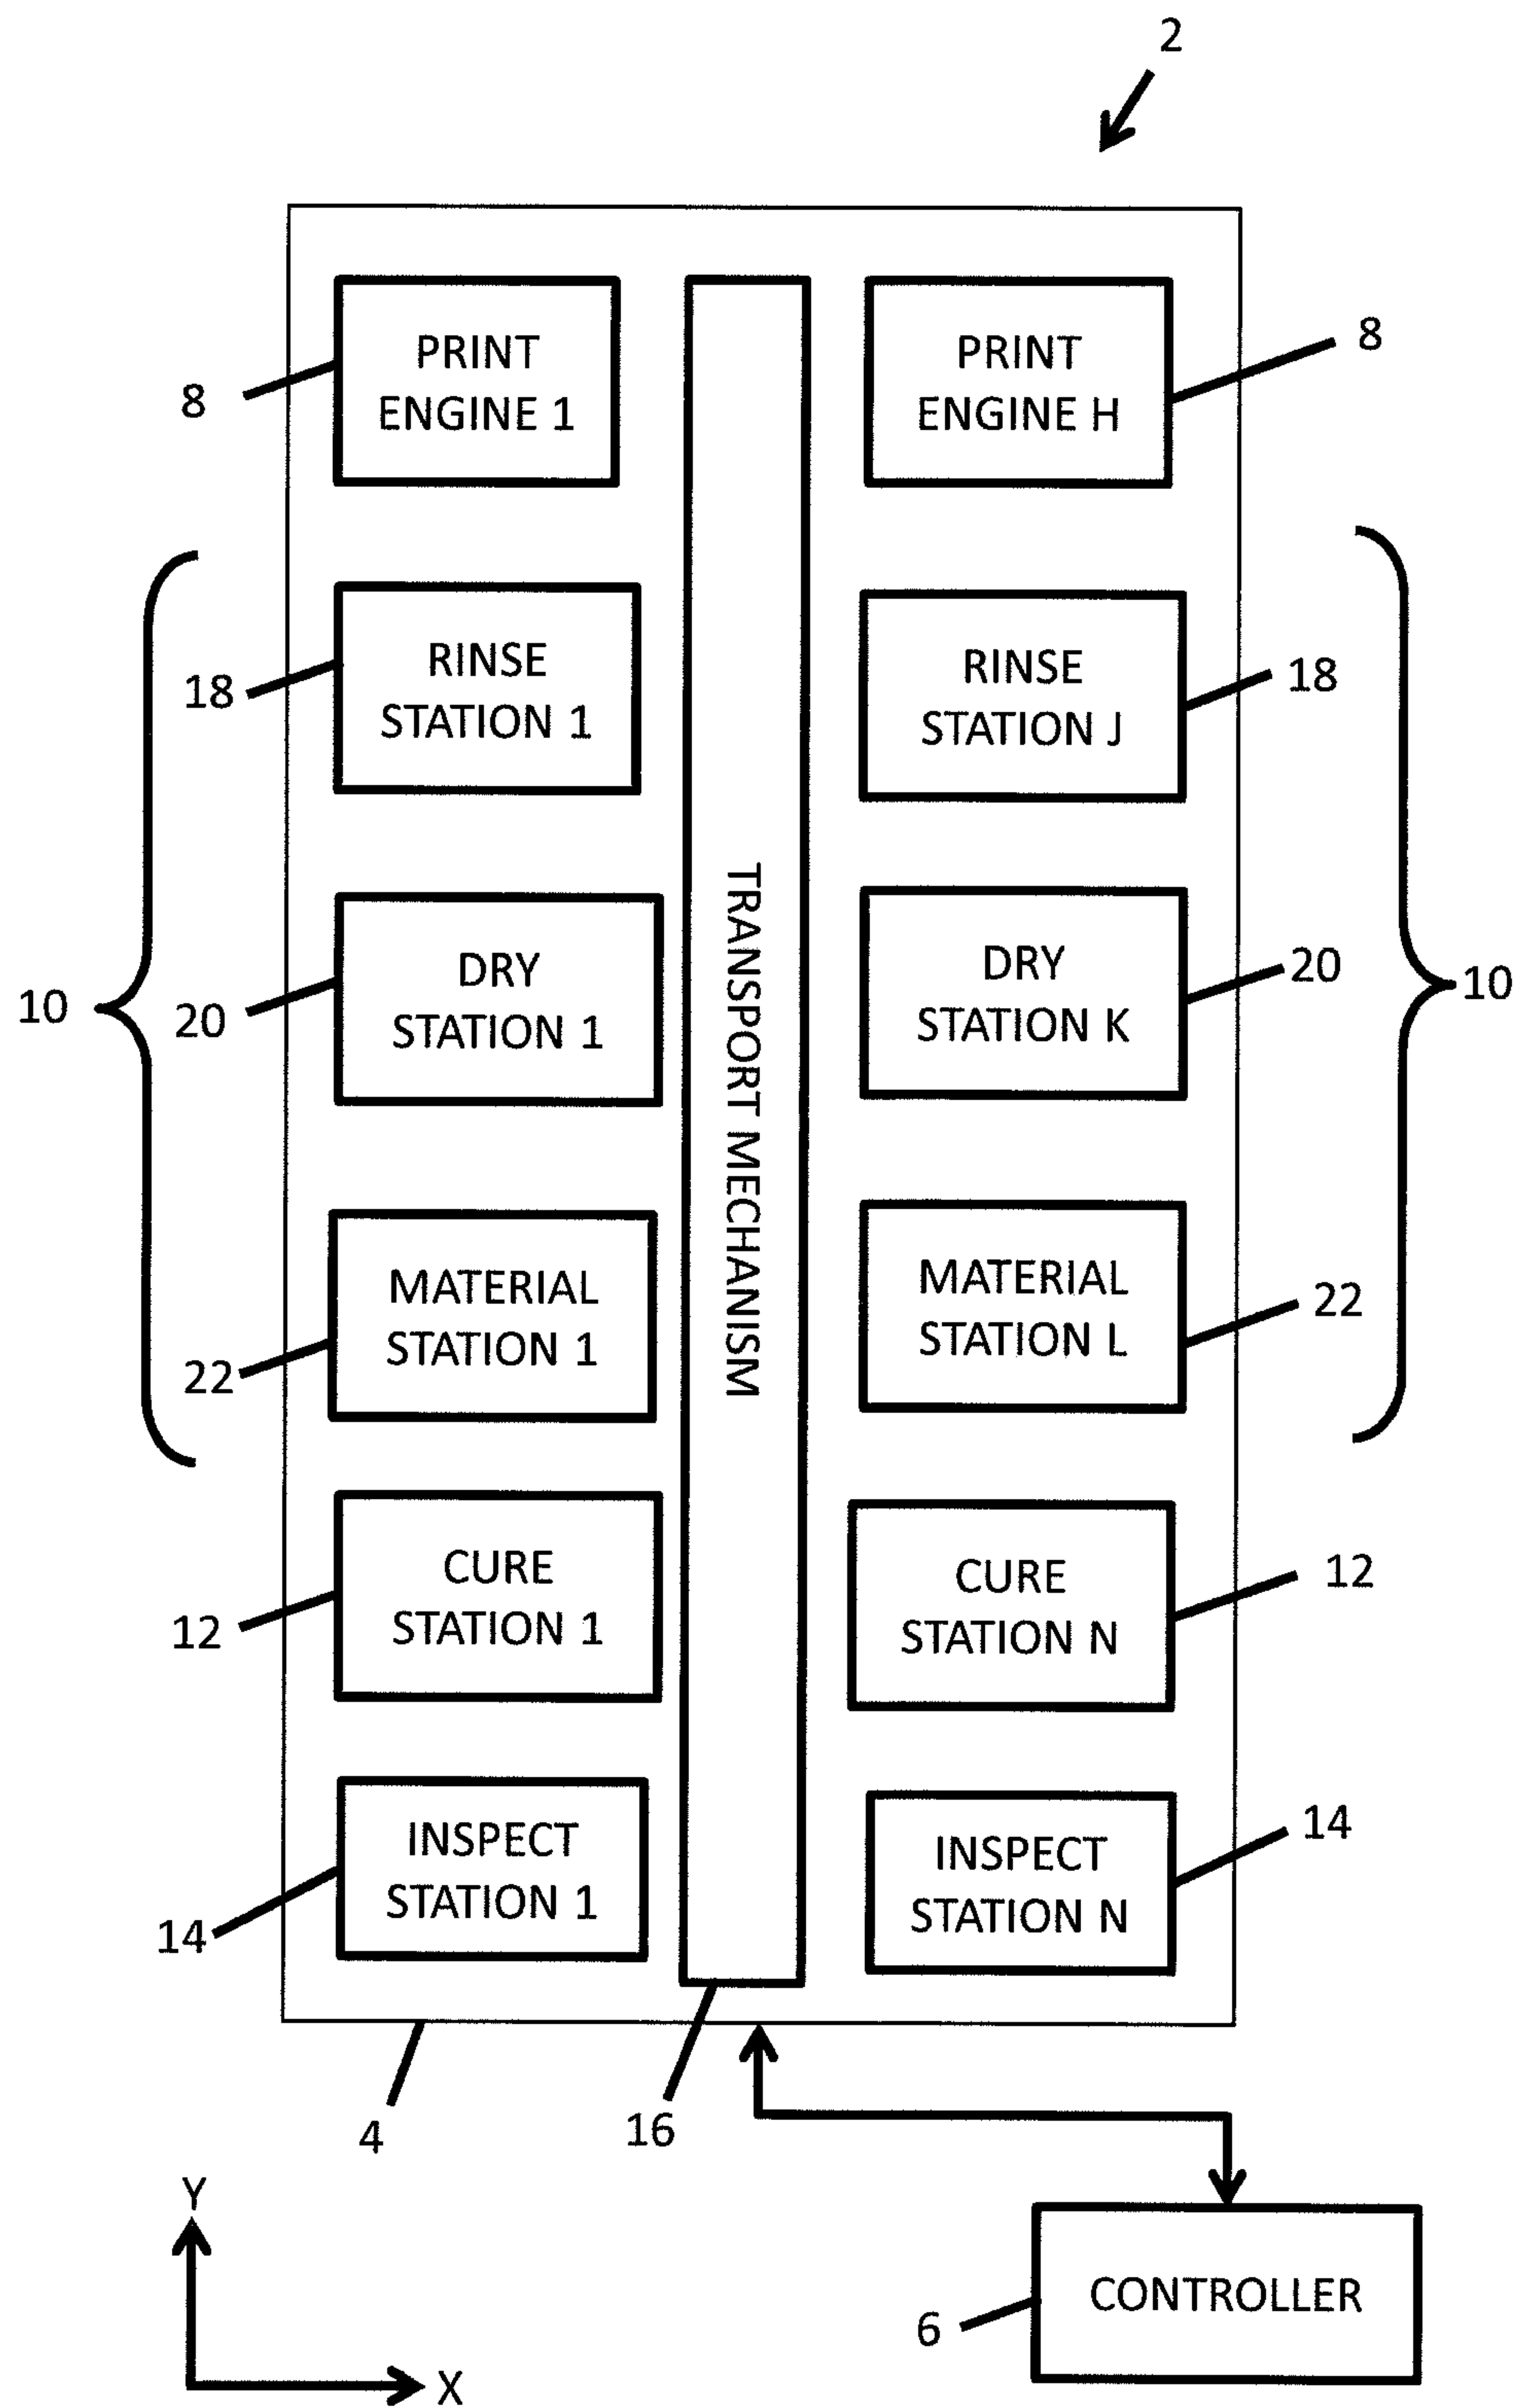 2
PRINT
ENGINE 1
8
PRINT
ENGINE H
8
RINSE
STATION 1
18
RINSE
STATION J
18
10
DRY
STATION 1
20
TRANSPORT MECHANISM
DRY
STATION K
20
10
MATERIAL
STATION 1
22
MATERIAL
STATION L
22
CURE
STATION 1
12
CURE
STATION N
12
INSPECT
STATION 1
14
INSPECT
STATION N
14
4
16
Y
X
CONTROLLER
6